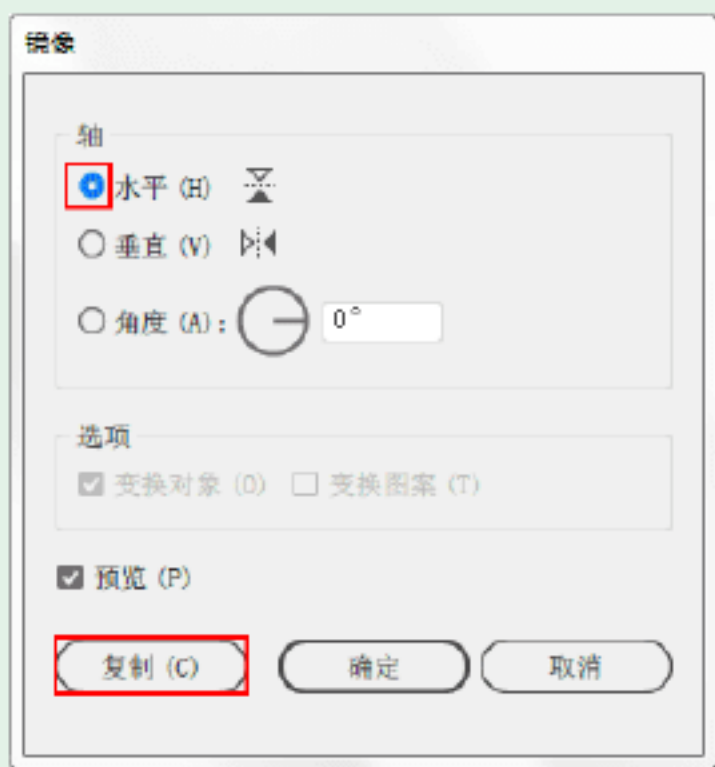 镜像
轴
水平 (H)
垂直 (V)
角度 (A): 0°
选项
变换对象 (O) 变换图案 (T)
预览 (P)
复制 (C) 确定 取消